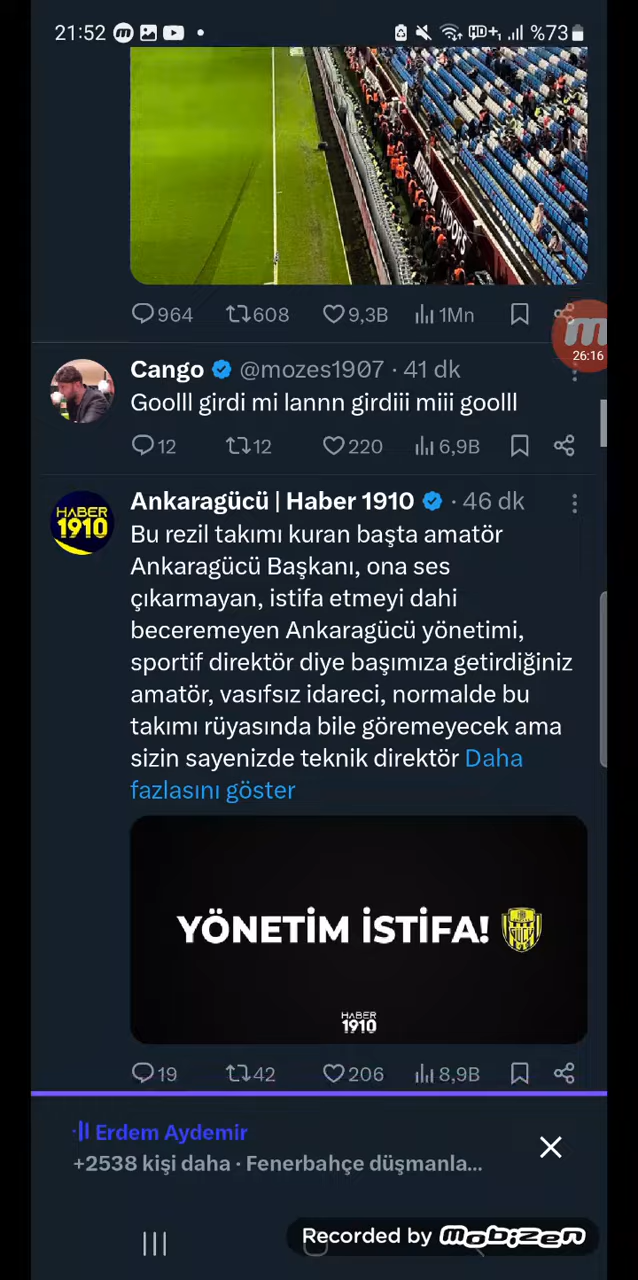 21:52
%73
964 608 9,3B 1Mn
26:16
Cango @mozes1907 · 41 dk
Goolll girdi mi lannn girdiii miii goolll
12 12 220 6,9B
HABER
1910
Ankaragücü | Haber 1910 · 46 dk
Bu rezil takımı kuran başta amatör
Ankaragücü Başkanı, ona ses
çıkarmayan, istifa etmeyi dahi
beceremeyen Ankaragücü yönetimi,
sportif direktör diye başımıza getirdiğiniz
amatör, vasıfsız idareci, normalde bu
takımı rüyasında bile göremeyecek ama
sizin sayenizde teknik direktör Daha
fazlasını göster
YÖNETİM İSTİFA!
HABER
1910
19 42 206 8,9B
Erdem Aydemir
+2538 kişi daha · Fenerbahçe düşmanla...
Recorded by mobizen